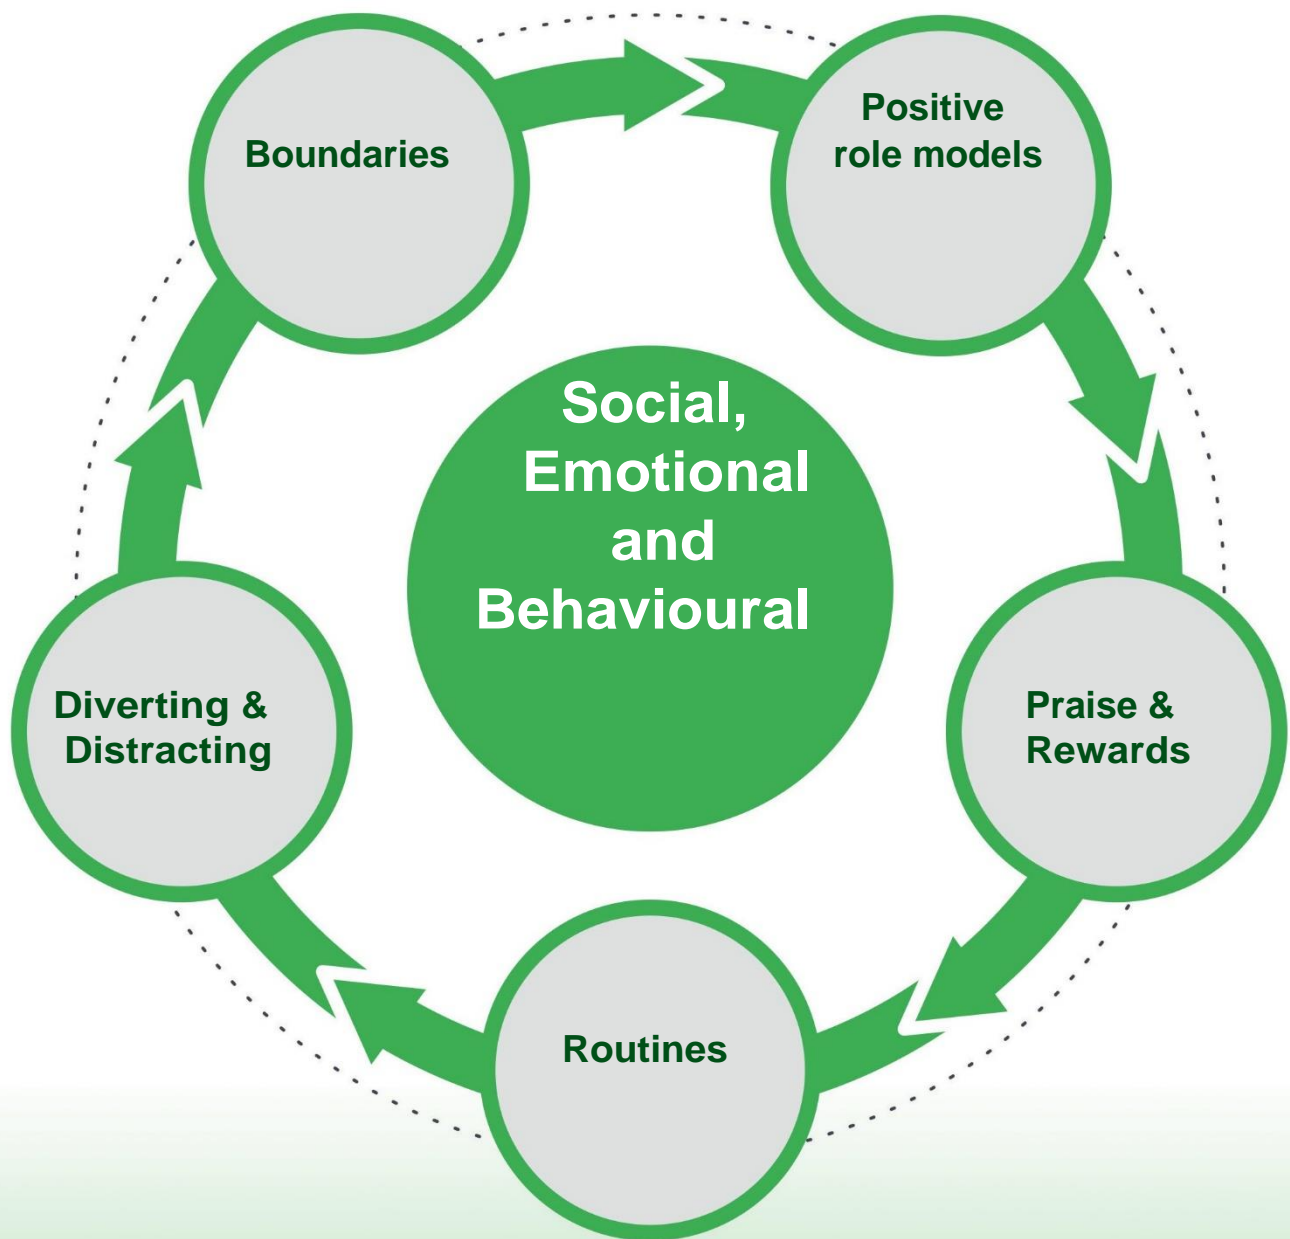 Boundaries
Positive
role models
Social,
Emotional
and
Behavioural
Diverting &
Distracting
Praise &
Rewards
Routines